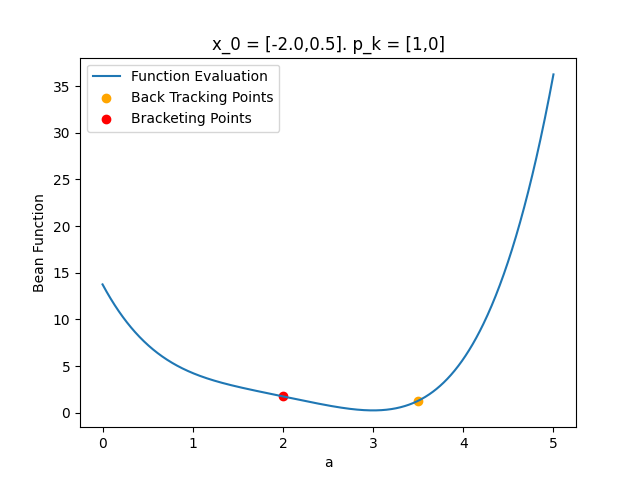 x_0 = [-2.0,0.5]. p_k = [1,0]
Function Evaluation
Back Tracking Points
Bracketing Points
Bean Function
35
30
25
20
15
10
5
0
0 1 2 3 4 5
a